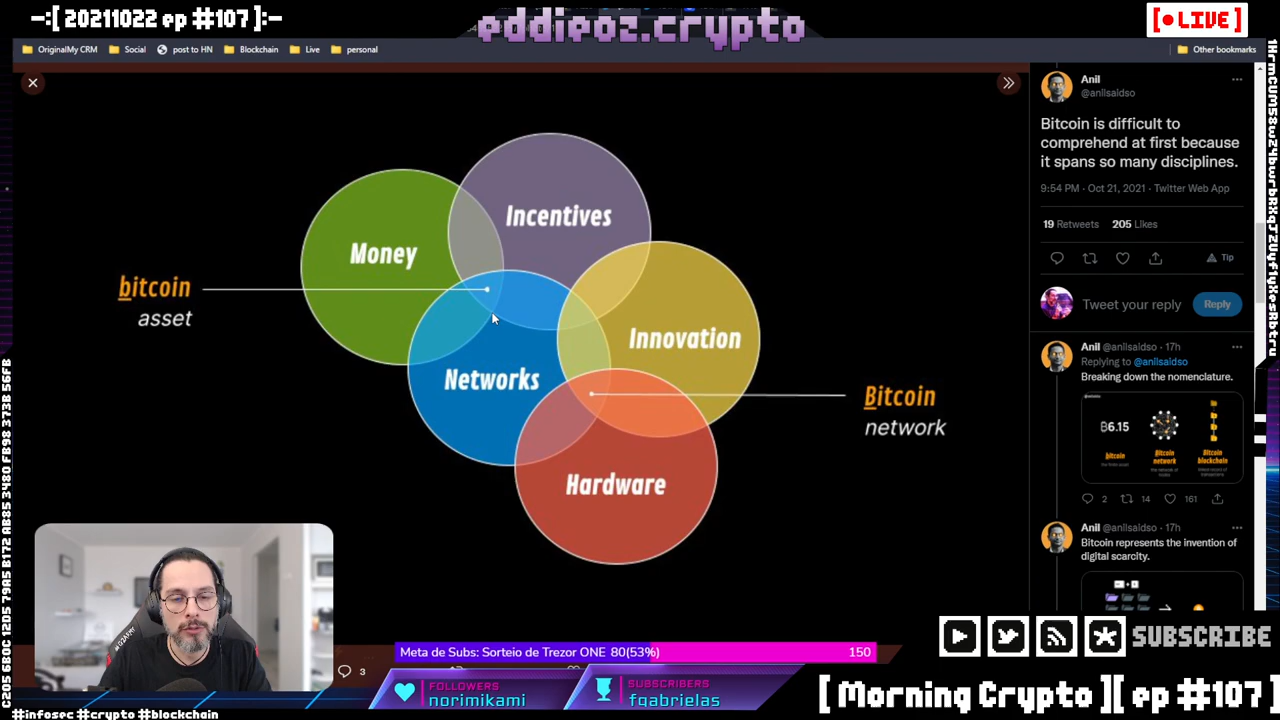 -:[ 20211022 ep #107 ]:-
eddieoz.crypto
[ LIVE ]
OriginalMy CRM
Social
post to HN
Blockchain
Live
personal
Other bookmarks
Anil
@anilsaidso
Bitcoin is difficult to
comprehend at first because
it spans so many disciplines.
9:54 PM · Oct 21, 2021 · Twitter Web App
19 Retweets 205 Likes
Tip
Tweet your reply
Reply
Anil @anilsaidso · 17h
Replying to @anilsaidso
Breaking down the nomenclature.
₿6.15
bitcoin
Bitcoin
network
Bitcoin
blockchain
2 14 161
Anil @anilsaidso · 17h
Bitcoin represents the invention of
digital scarcity.
Incentives
Money
bitcoin
asset
Innovation
Networks
Bitcoin
network
Hardware
3
Meta de Subs: Sorteio de Trezor ONE 80(53%)
150
FOLLOWERS
norimikami
SUBSCRIBERS
fgabrielas
SUBSCRIBE
[ Morning Crypto ][ ep #107 ]
#infosec #crypto #blockchain